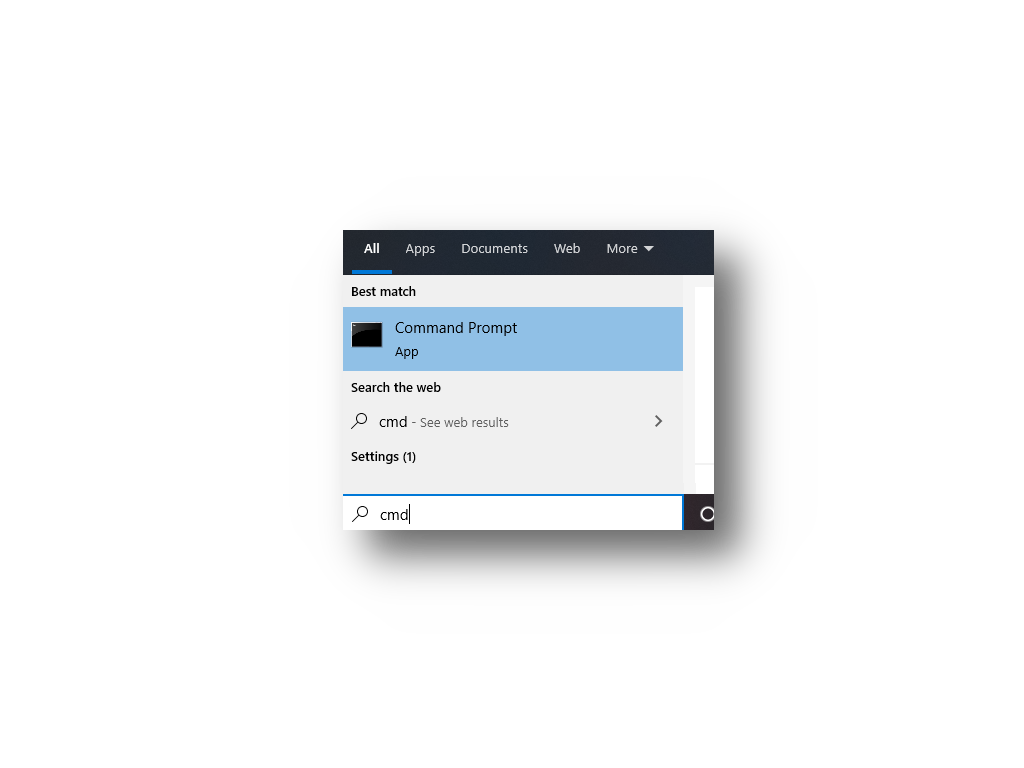 All Apps Documents Web More
Best match
Command Prompt
App
Search the web
cmd - See web results
Settings (1)
cmd